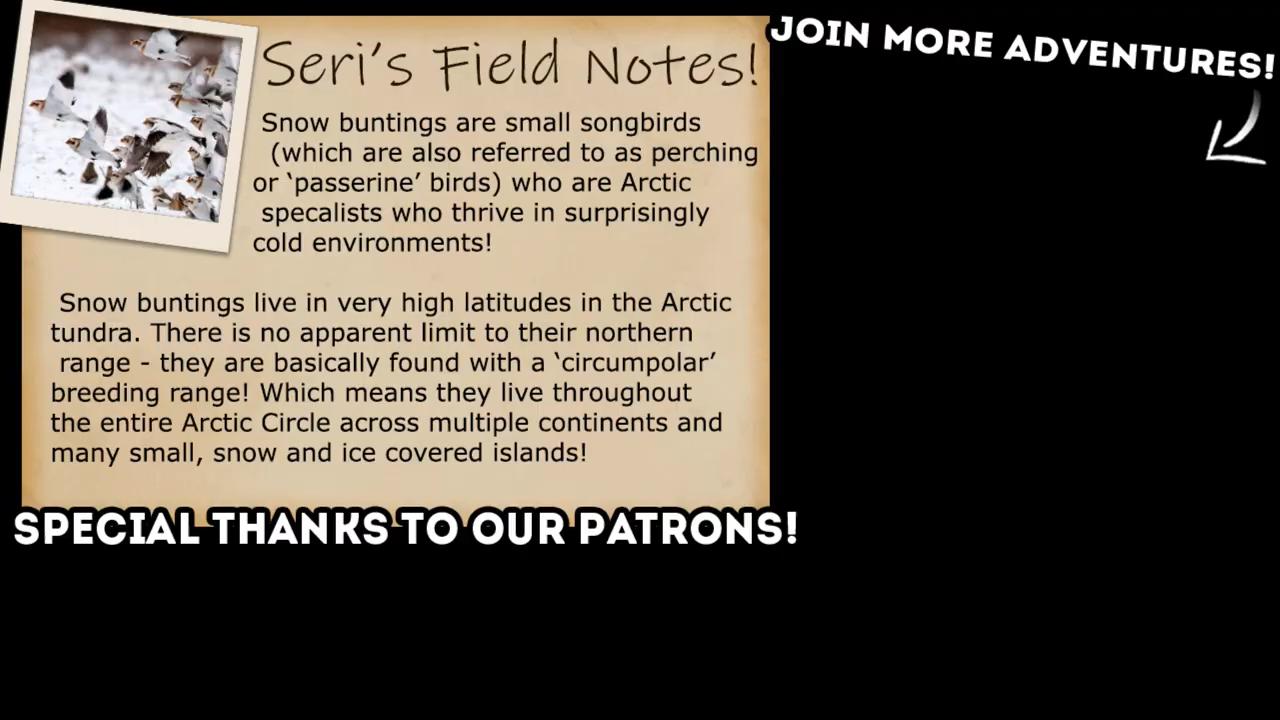 Seri's Field Notes!
Snow buntings are small songbirds
(which are also referred to as perching
or ‘passerine’ birds) who are Arctic
specalists who thrive in surprisingly
cold environments!
Snow buntings live in very high latitudes in the Arctic
tundra. There is no apparent limit to their northern
range - they are basically found with a ‘circumpolar’
breeding range! Which means they live throughout
the entire Arctic Circle across multiple continents and
many small, snow and ice covered islands!
SPECIAL THANKS TO OUR PATRONS!
JOIN MORE ADVENTURES!